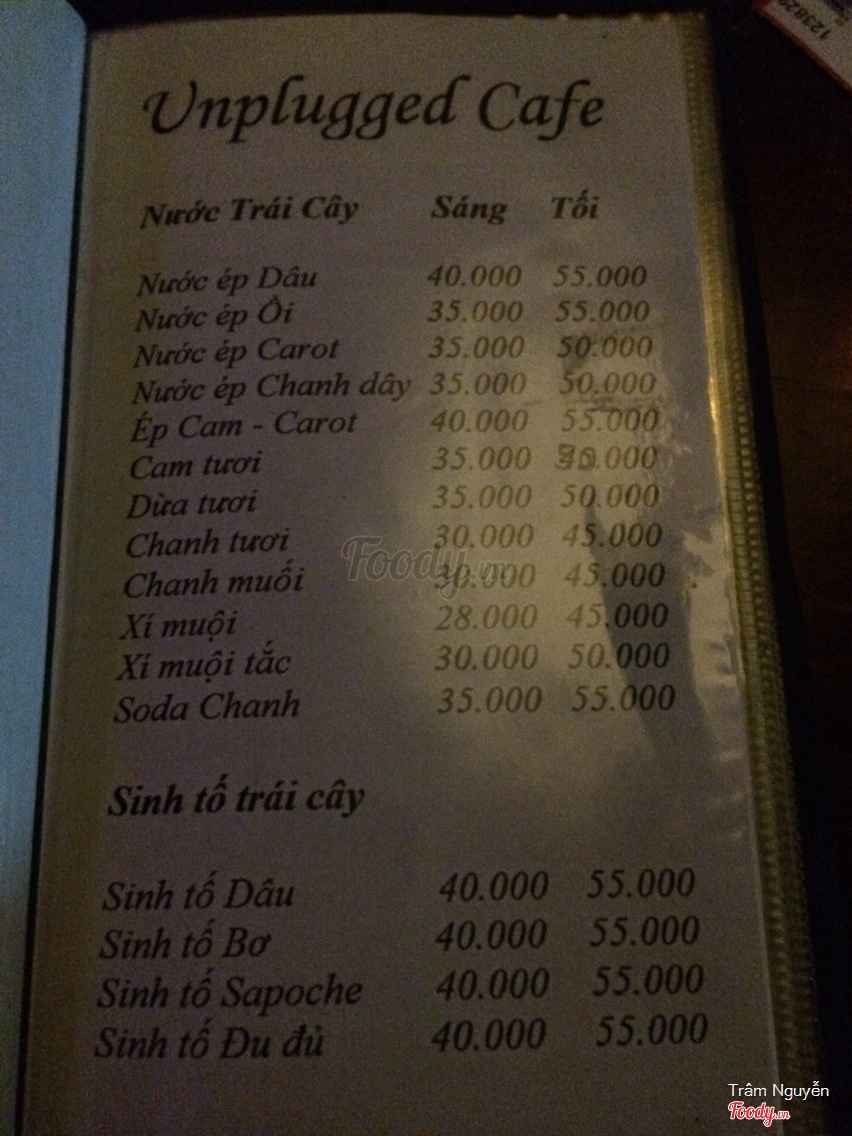 Unplugged Cafe
Nước Trái Cây Sáng Tối
Nước ép Dâu 40.000 55.000
Nước ép Ổi 35.000 55.000
Nước ép Carot 35.000 50.000
Nước ép Chanh dây 35.000 50.000
Ép Cam - Carot 40.000 55.000
Cam tươi 35.000
Dừa tươi 35.000 50.000
Chanh tươi 30.000 45.000
Chanh muối 30.000 45.000
Xí muội 28.000 45.000
Xí muội tắc 30.000 50.000
Soda Chanh 35.000 55.000
Sinh tố trái cây
Sinh tố Dâu 40.000 55.000
Sinh tố Bơ 40.000 55.000
Sinh tố Sapoche 40.000 55.000
Sinh tố Đu đủ 40.000 55.000
Foody.vn
Trâm Nguyễn
Foody.vn